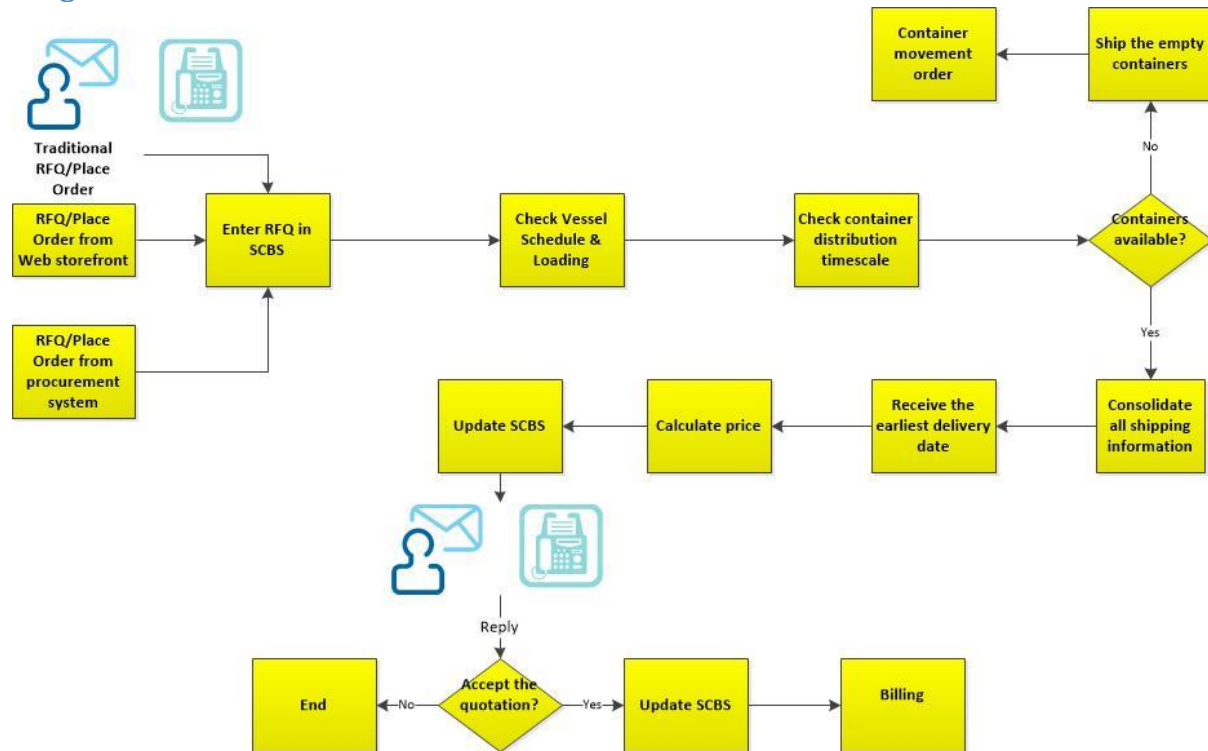 Container
movement
order
Ship the empty
containers
No
Traditional
RFQ/Place
Order
RFQ/Place
Order from
Web storefront
Enter RFQ in
SCBS
Check Vessel
Schedule &
Loading
Check container
distribution
timescale
Containers
available?
RFQ/Place
Order from
procurement
system
Yes
Update SCBS
Calculate price
Receive the
earliest delivery
date
Consolidate
all shipping
information
Reply
End
No
Accept the
quotation?
Yes
Update SCBS
Billing